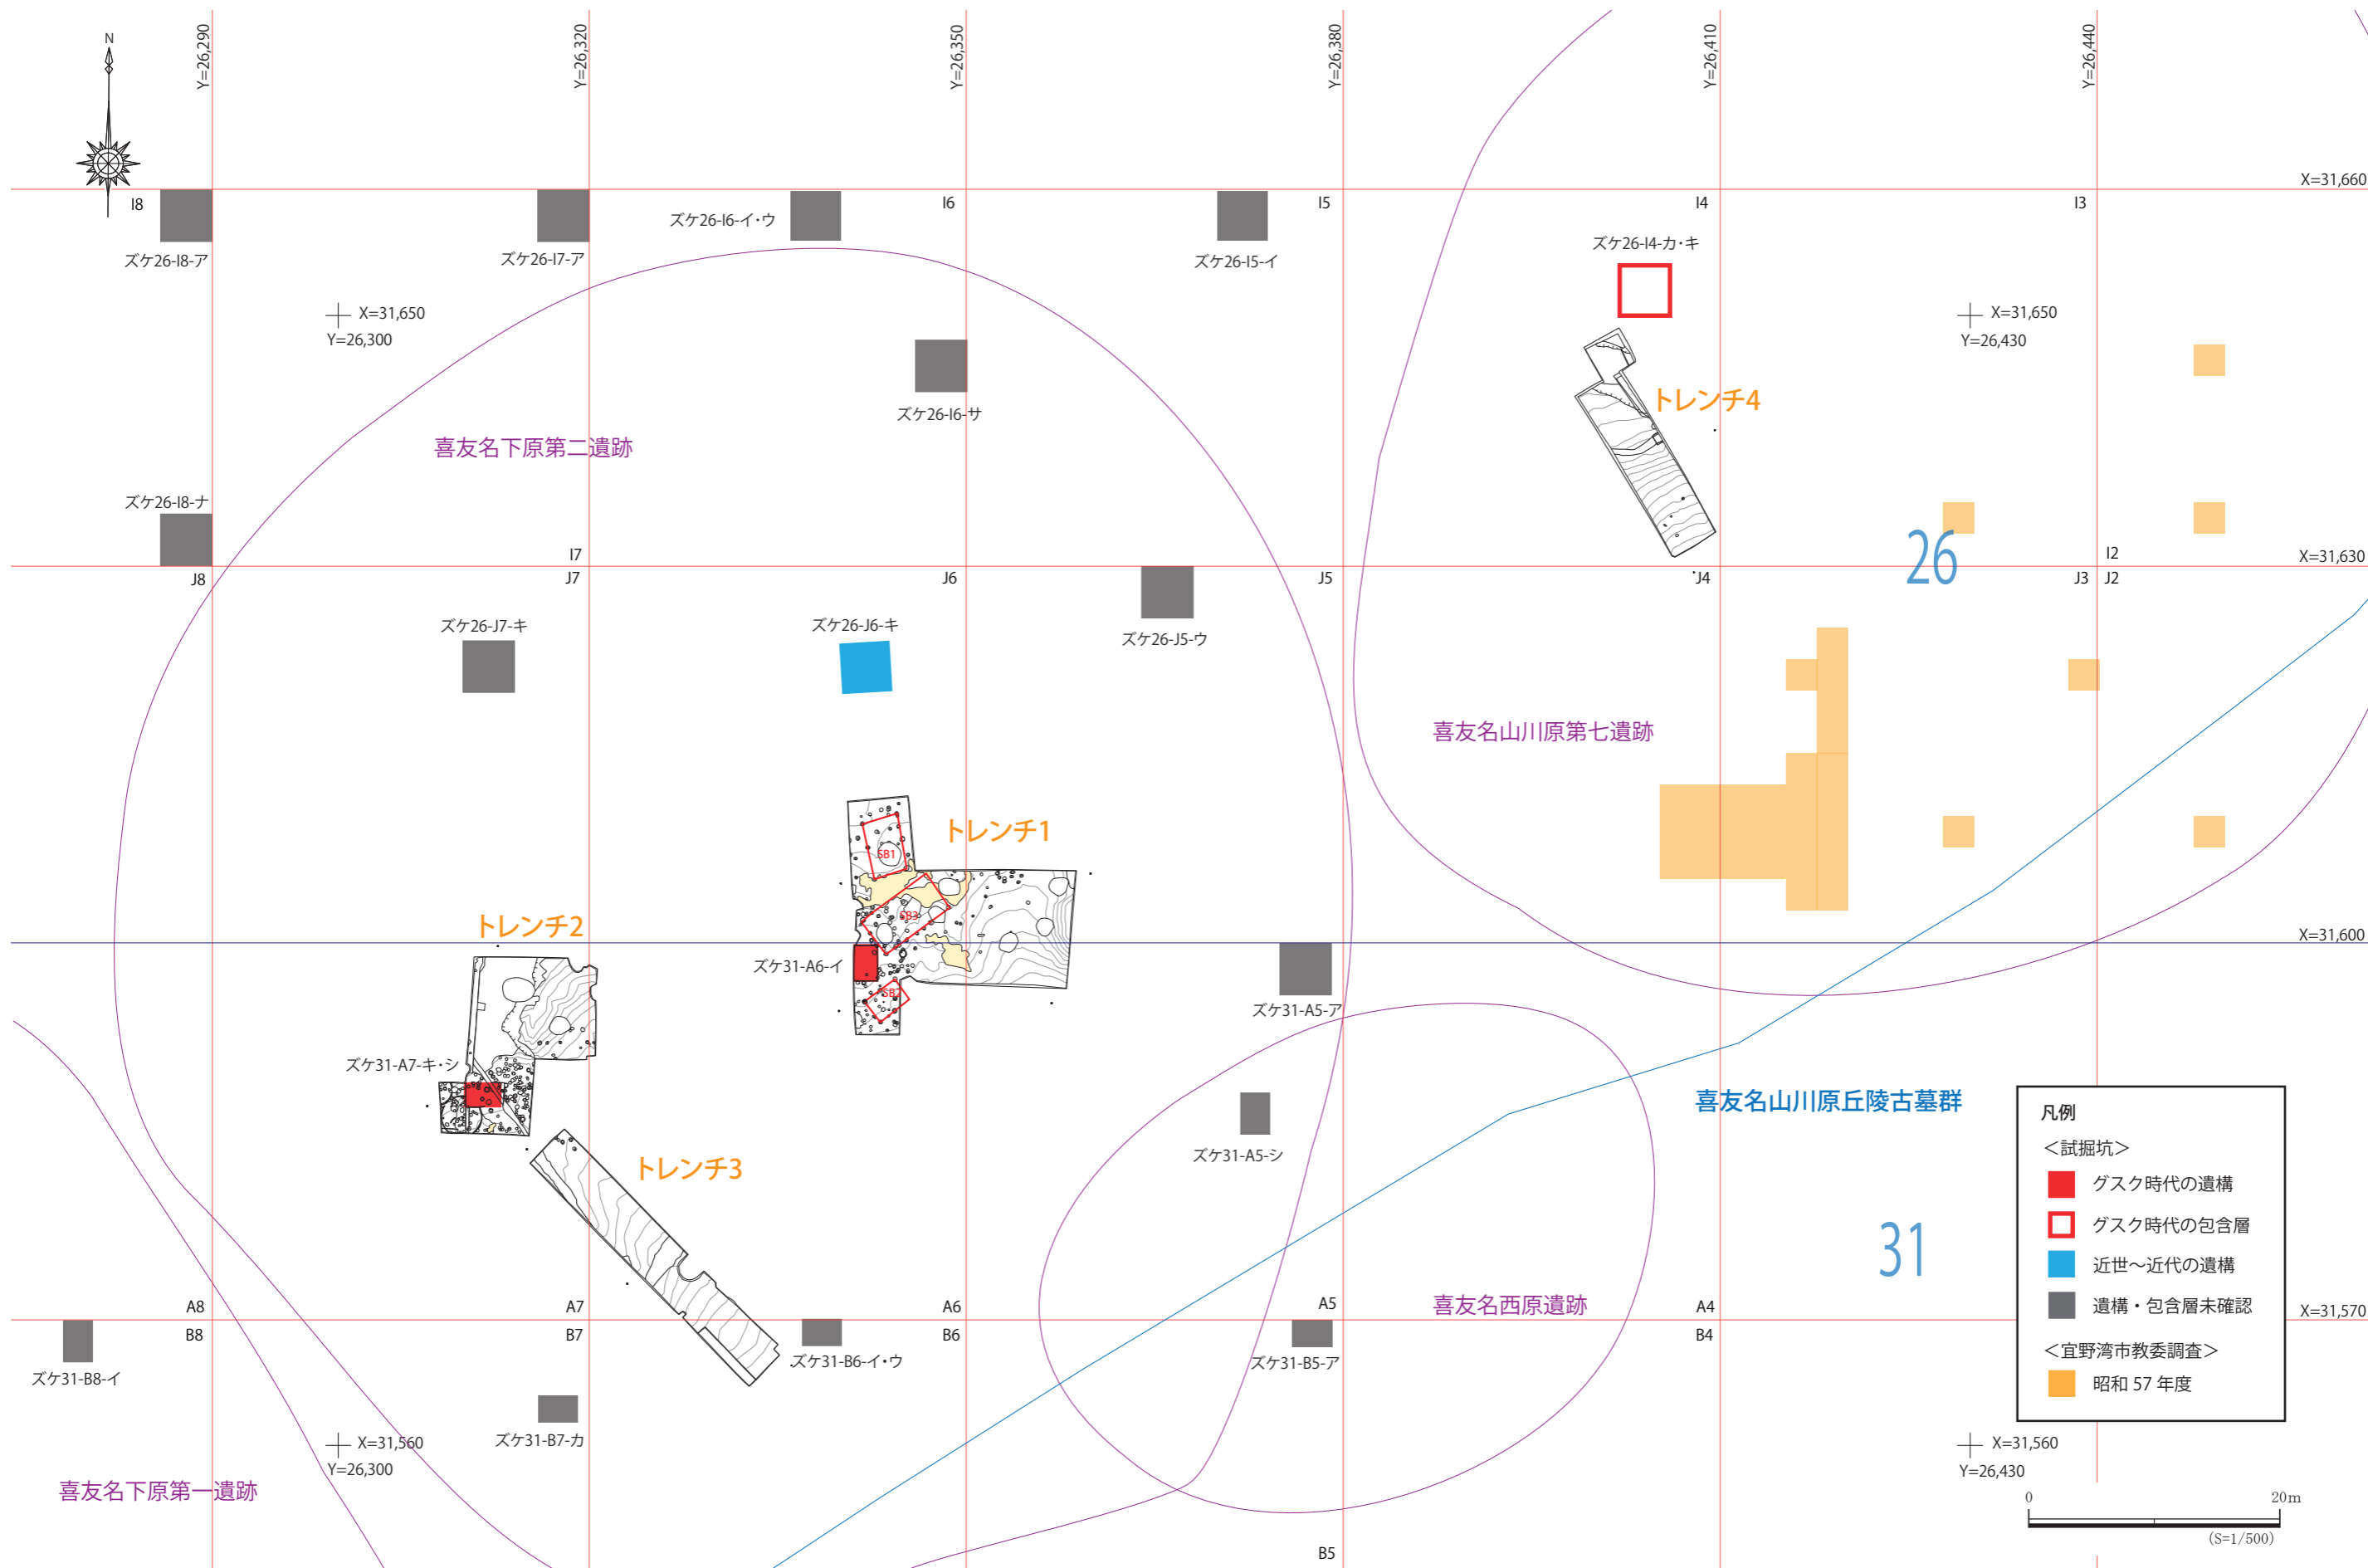 N
Y=26,290
Y=26,320
Y=26,350
Y=26,380
Y=26,410
Y=26,440
X=31,660
I8
I6
I5
I4
I3
ズケ26-I8-ア
ズケ26-I7-ア
ズケ26-I6-イ・ウ
ズケ26-I5-イ
ズケ26-I4-カ・キ
X=31,650
Y=26,300
X=31,650
Y=26,430
ズケ26-I6-サ
トレンチ4
喜友名下原第二遺跡
ズケ26-I8-ナ
26
I7
I2
X=31,630
J8
J7
J6
J5
J4
J3
J2
ズケ26-J7-キ
ズケ26-J6-キ
ズケ26-J5-ウ
喜友名山川原第七遺跡
トレンチ1
SB1
SB3
SB2
トレンチ2
X=31,600
ズケ31-A6-イ
ズケ31-A5-ア
ズケ31-A7-キ・シ
喜友名山川原丘陵古墓群
ズケ31-A5-シ
トレンチ3
31
喜友名西原遺跡
A8
A7
A6
A5
A4
X=31,570
B8
B7
B6
B4
ズケ31-B8-イ
ズケ31-B6-イ・ウ
ズケ31-B5-ア
ズケ31-B7-カ
X=31,560
Y=26,300
X=31,560
Y=26,430
喜友名下原第一遺跡
B5
凡例
＜試掘坑＞
グスク時代の遺構
グスク時代の包含層
近世〜近代の遺構
遺構・包含層未確認
＜宜野湾市教委調査＞
昭和 57 年度
0
20m
(S=1/500)